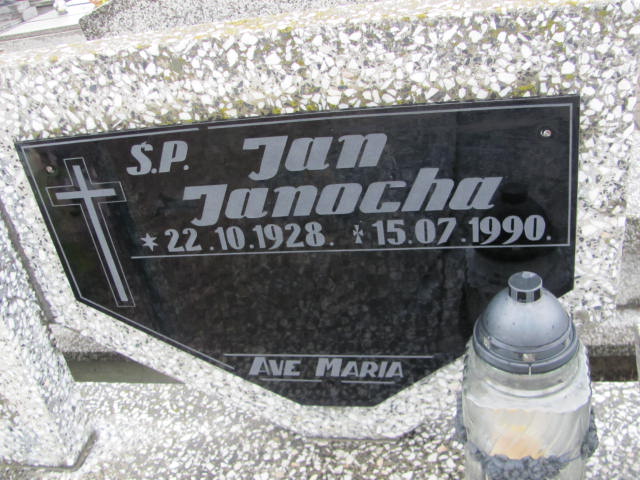 Ś.P. Jan
Janocha
* 22.10.1928. ✝ 15.07.1990.
AVE MARIA